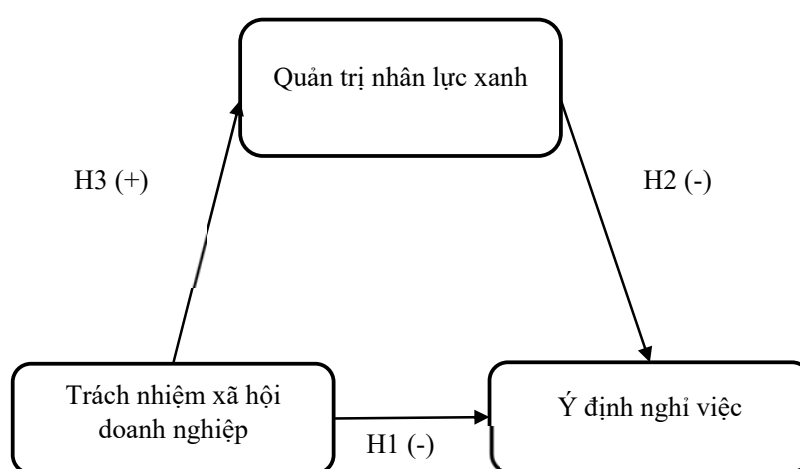 Quản trị nhân lực xanh
H3 (+)
H2 (-)
Trách nhiệm xã hội
doanh nghiệp
Ý định nghỉ việc
H1 (-)